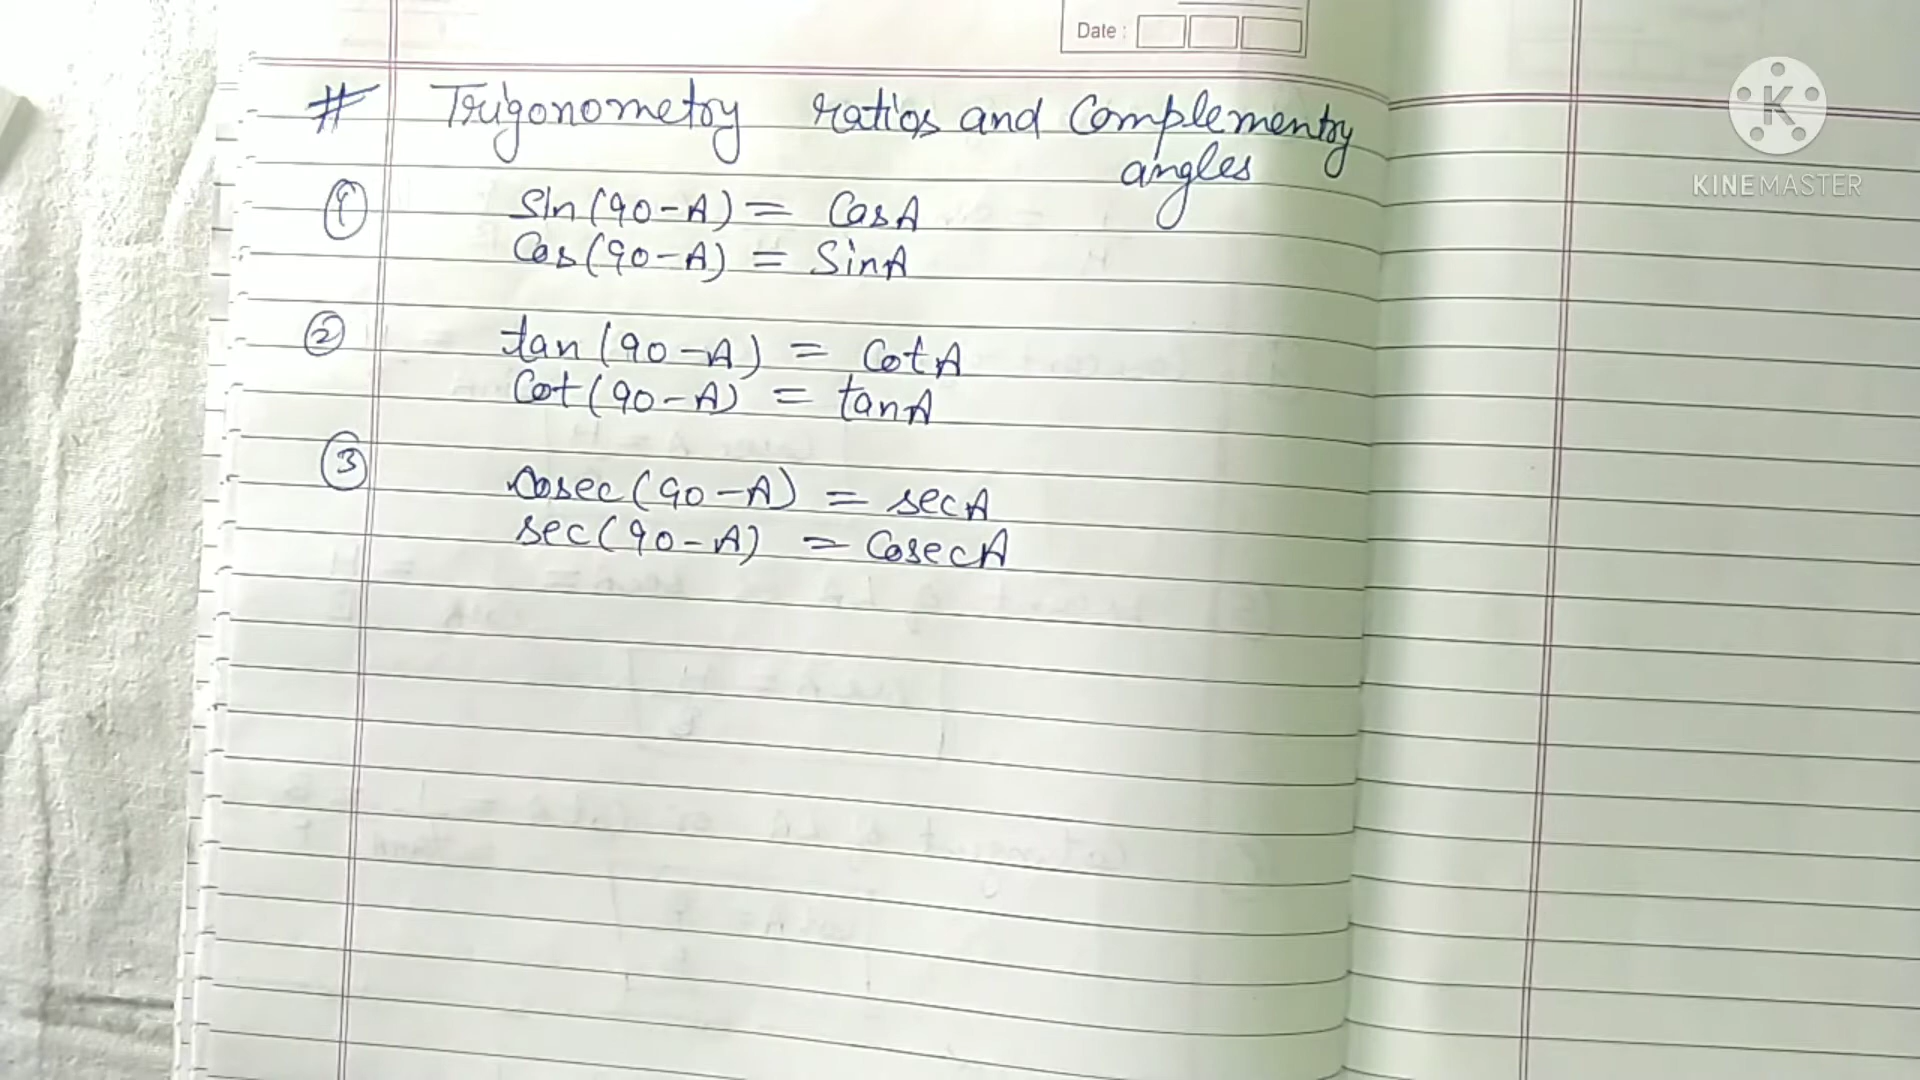 Date :
# Trigonometry ratios and Complementry
angles
① Sin(90-A) = CosA
Cos(90-A) = SinA
② tan(90-A) = CotA
Cot(90-A) = tanA
③ Cosec(90-A) = secA
sec(90-A) = CosecA
K
KINEMASTER